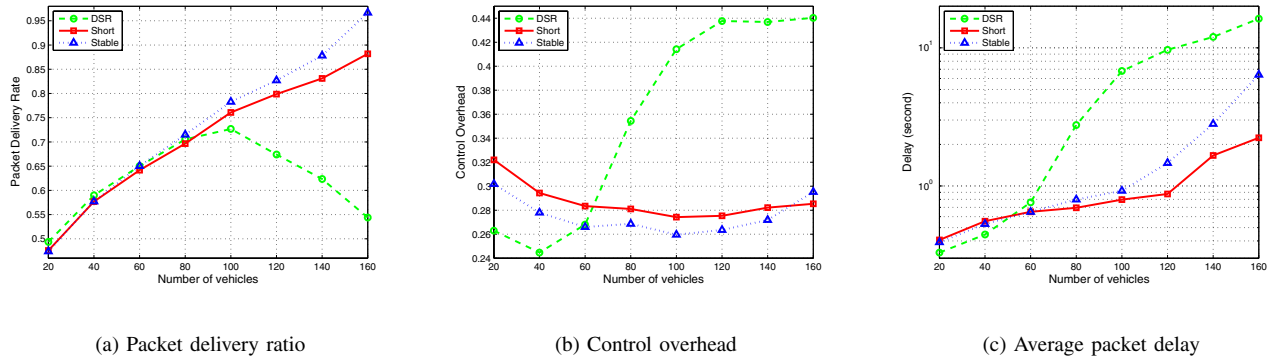 DSR
Short
Stable
0.95
0.9
0.85
0.8
0.75
0.7
0.65
0.6
0.55
0.5
Packet Delivery Rate
20 40 60 80 100 120 140 160
Number of vehicles
(a) Packet delivery ratio
DSR
Short
Stable
0.44
0.42
0.4
0.38
0.36
0.34
0.32
0.3
0.28
0.26
0.24
Control Overhead
20 40 60 80 100 120 140 160
Number of vehicles
(b) Control overhead
DSR
Short
Stable
10^1
10^0
Delay (second)
20 40 60 80 100 120 140 160
Number of vehicles
(c) Average packet delay